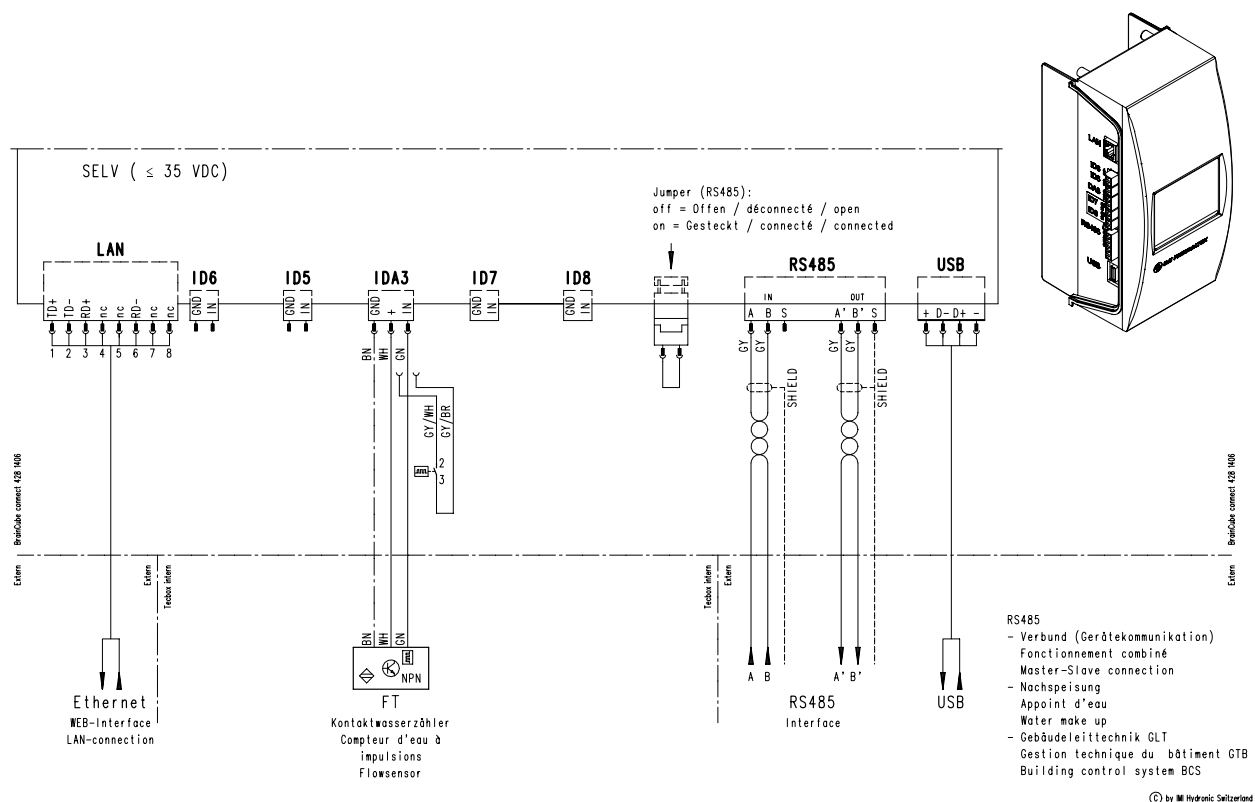 SELV ( ≤ 35 VDC)
Jumper (RS485):
off = Offen / déconnecté / open
on = Gesteckt / connecté / connected
LAN
ID6
ID5
IDA3
ID7
ID8
RS485
USB
TD+ TD- RD+ nc nc RD- nc nc
GND IN
GND IN
GND + IN
GND IN
GND IN
IN OUT
A B S A' B' S
+ D- D+ -
1 2 3 4 5 6 7 8
BN WH GN
GY GY
GY GY
SHIELD
SHIELD
GY/WH
GY/BR
2
3
BrainCube connect 428 1406
BrainCube connect 428 1406
Extern
Extern
Tecbox intern
Tecbox intern
Extern
Extern
BN WH GN
NPN
A B A' B'
Ethernet
WEB-Interface
LAN-connection
FT
Kontaktwasserzähler
Compteur d'eau à
impulsions
Flowsensor
RS485
Interface
USB
RS485
- Verbund (Gerätekommunikation)
Fonctionnement combiné
Master-Slave connection
- Nachspeisung
Appoint d'eau
Water make up
- Gebäudeleittechnik GLT
Gestion technique du bâtiment GTB
Building control system BCS
© by IMI Hydronic Switzerland
LAN
RS485
USB